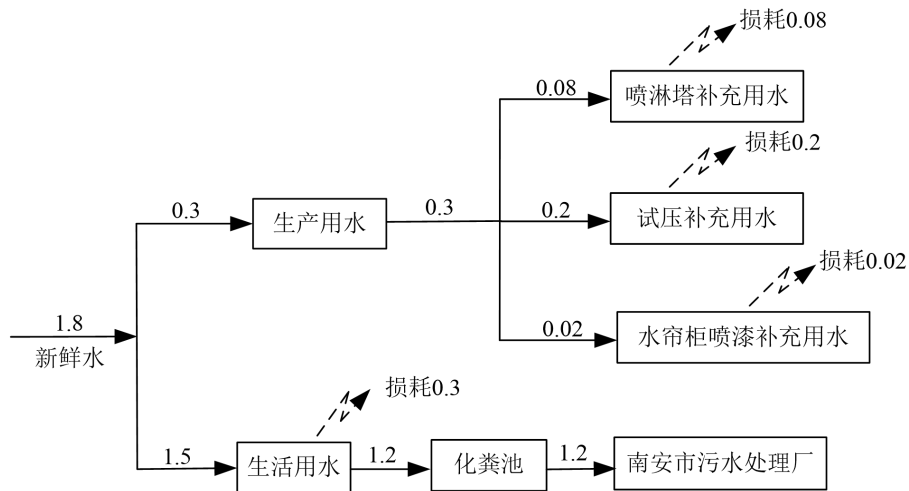 损耗0.08
0.08
喷淋塔补充用水
损耗0.2
0.3
生产用水
0.3
0.2
试压补充用水
损耗0.02
1.8
新鲜水
0.02
水帘柜喷漆补充用水
损耗0.3
1.5
生活用水
1.2
化粪池
1.2
南安市污水处理厂